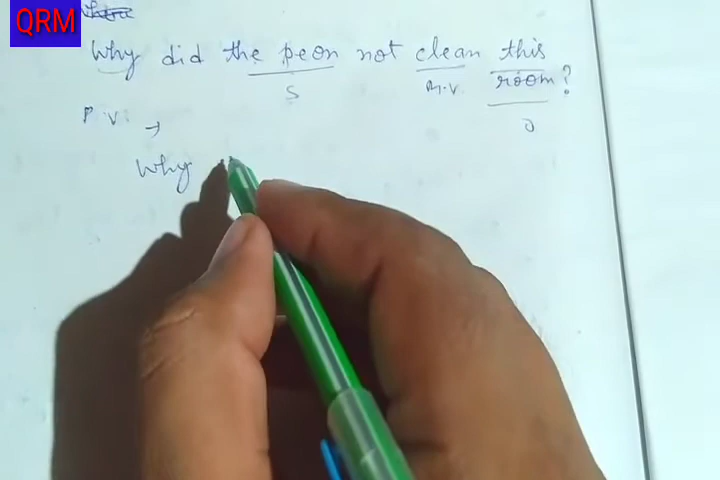 QRM
Why did the peon not clean this
room?
S
M.V
O
P.V. →
Why